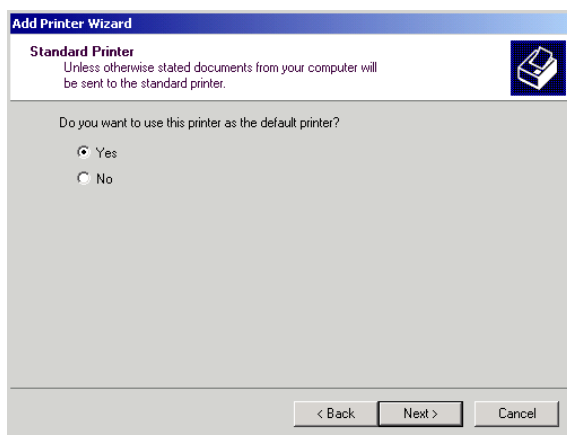 Add Printer Wizard
Standard Printer
Unless otherwise stated documents from your computer will
be sent to the standard printer.
Do you want to use this printer as the default printer?
Yes
No
< Back
Next >
Cancel